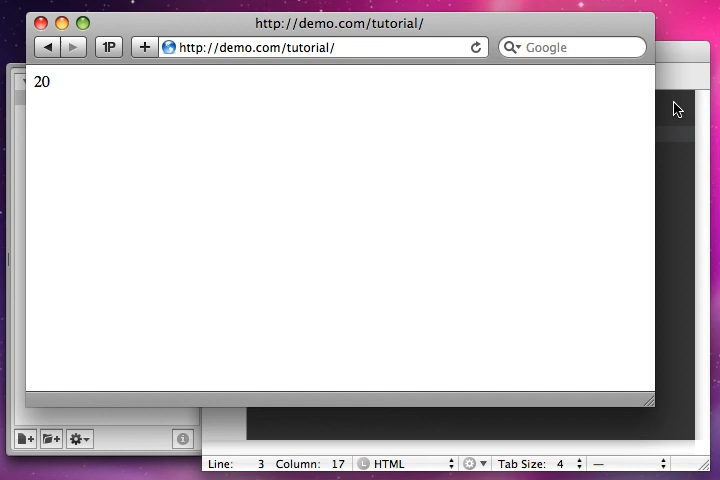 http://demo.com/tutorial/
1P + http://demo.com/tutorial/ Google
20
Line: 3 Column: 17 L HTML Tab Size: 4 —